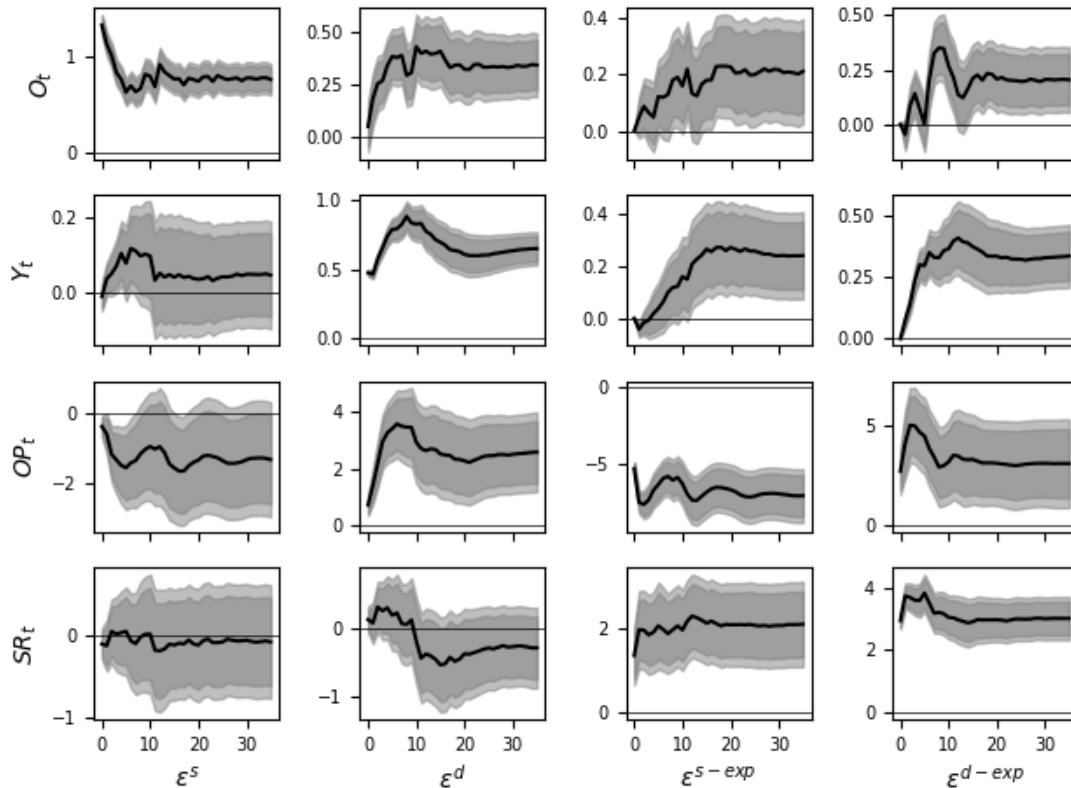 O_t 1 0 0.50 0.25 0.00 0.4 0.2 0.0 0.50 0.25 0.00
Y_t 0.2 0.0 1.0 0.5 0.0 0.4 0.2 0.0 0.50 0.25 0.00
OP_t 0 −2 4 2 0 0 −5 5 0
SR_t 0 −1 0 −1 2 0 4 2 0
0 10 20 30 0 10 20 30 0 10 20 30 0 10 20 30
ε^s ε^d ε^{s−exp} ε^{d−exp}